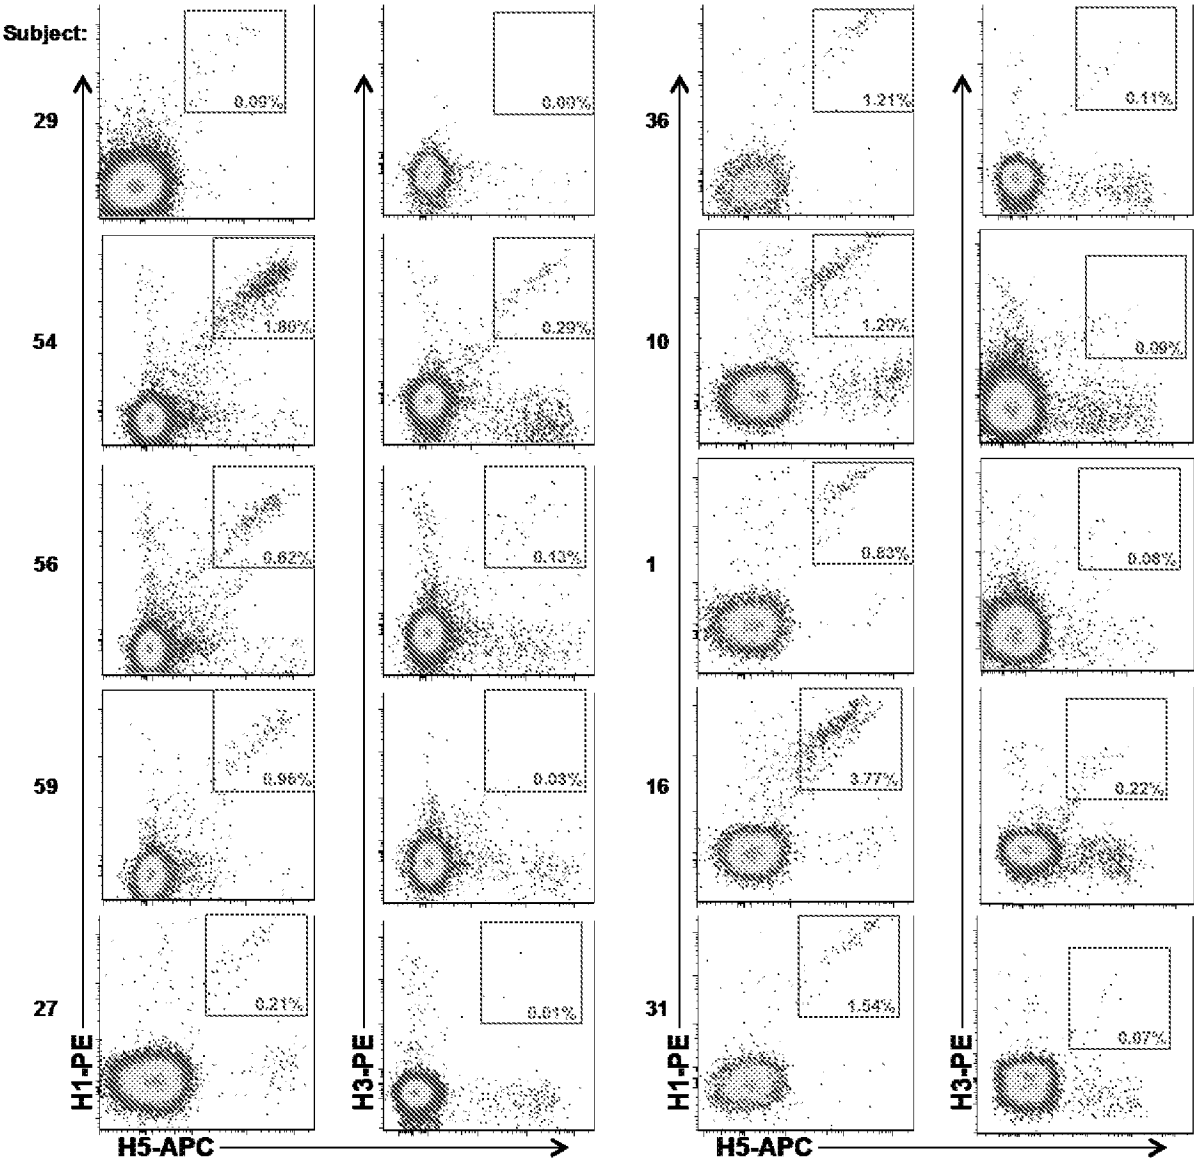 Subject:
29 0.09% 0.00% 36 1.21% 0.11%
54 1.80% 0.29% 10 1.20% 0.09%
56 0.62% 0.13% 1 0.83% 0.08%
59 0.96% 0.03% 16 3.77% 0.22%
27 0.21% 0.01% 31 1.54% 0.07%
H1-PE H3-PE H1-PE H3-PE
H5-APC H5-APC